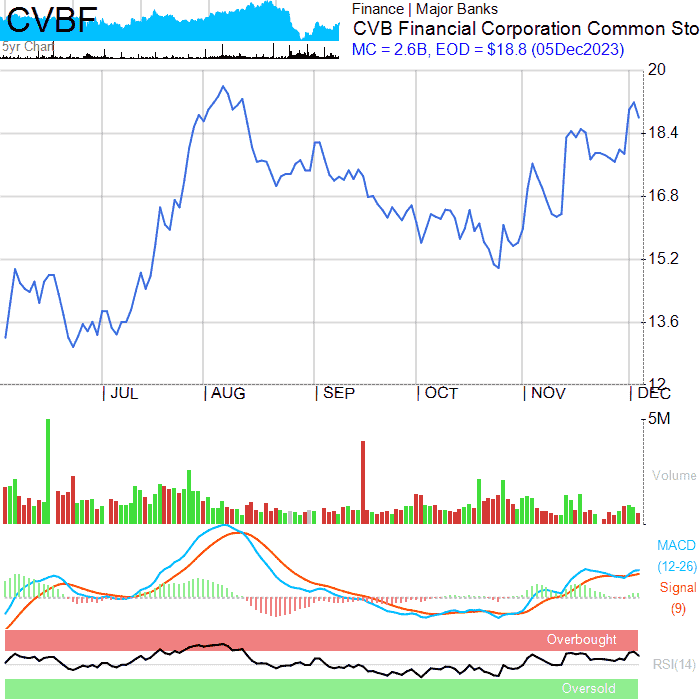 CVBF
5yr Chart
Finance | Major Banks
CVB Financial Corporation Common Sto
MC = 2.6B, EOD = $18.8 (05Dec2023)
20
18.4
16.8
15.2
13.6
12
JUL
AUG
SEP
OCT
NOV
DEC
5M
Volume
MACD
(12-26)
Signal
(9)
Overbought
RSI(14)
Oversold